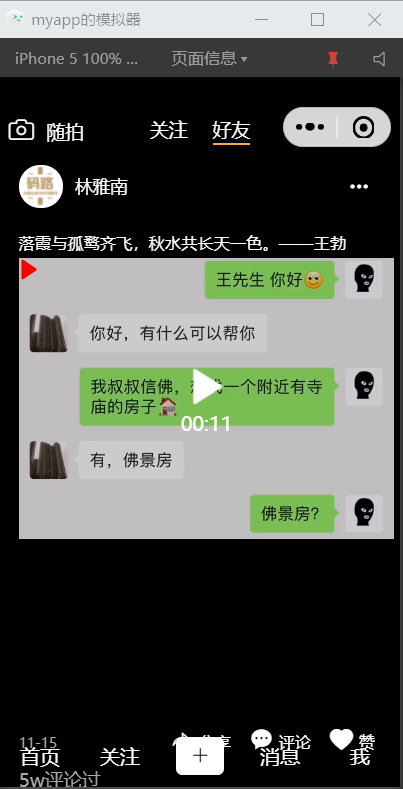 myapp的模拟器
iPhone 5 100% ... 页面信息
随拍 关注 好友
码路
林雅南
落霞与孤鹜齐飞，秋水共长天一色。——王勃
王先生 你好
你好，有什么可以帮你
我叔叔信佛，想找一个附近有寺
庙的房子
00:11
有，佛景房
佛景房?
11-15 分享 评论 赞
首页 关注 + 消息 我
5w评论过